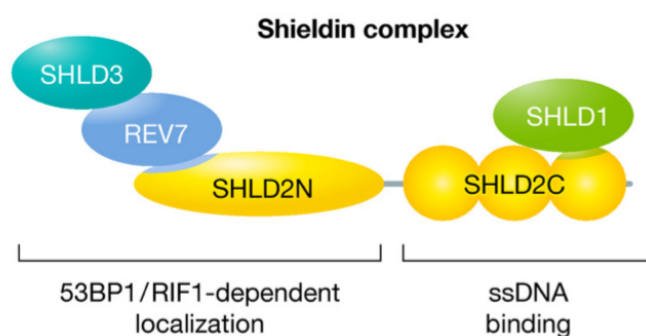 Shieldin complex
SHLD3
REV7
SHLD1
SHLD2N
SHLD2C
53BP1/RIF1-dependent
localization
ssDNA
binding